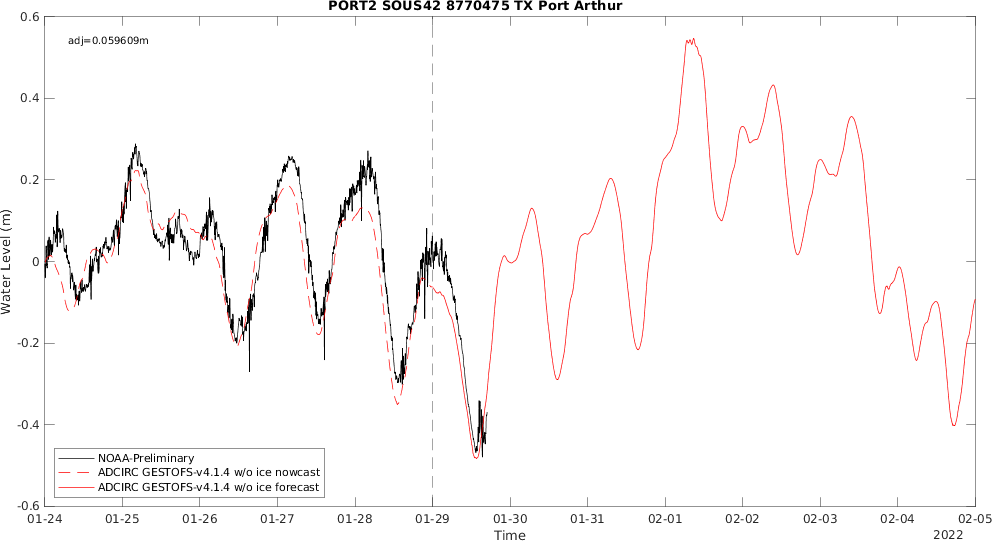 PORT2 SOUS42 8770475 TX Port Arthur
0.6
adj=0.059609m
0.4
0.2
0
-0.2
-0.4
-0.6
Water Level (m)
NOAA-Preliminary
ADCIRC GESTOFS-v4.1.4 w/o ice nowcast
ADCIRC GESTOFS-v4.1.4 w/o ice forecast
01-24 01-25 01-26 01-27 01-28 01-29 01-30 01-31 02-01 02-02 02-03 02-04 02-05
Time
2022